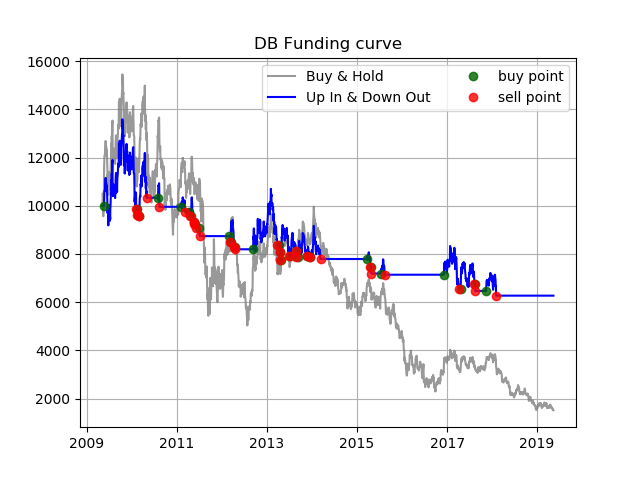 DB Funding curve
16000
14000
12000
10000
8000
6000
4000
2000
Buy & Hold
Up In & Down Out
buy point
sell point
2009 2011 2013 2015 2017 2019